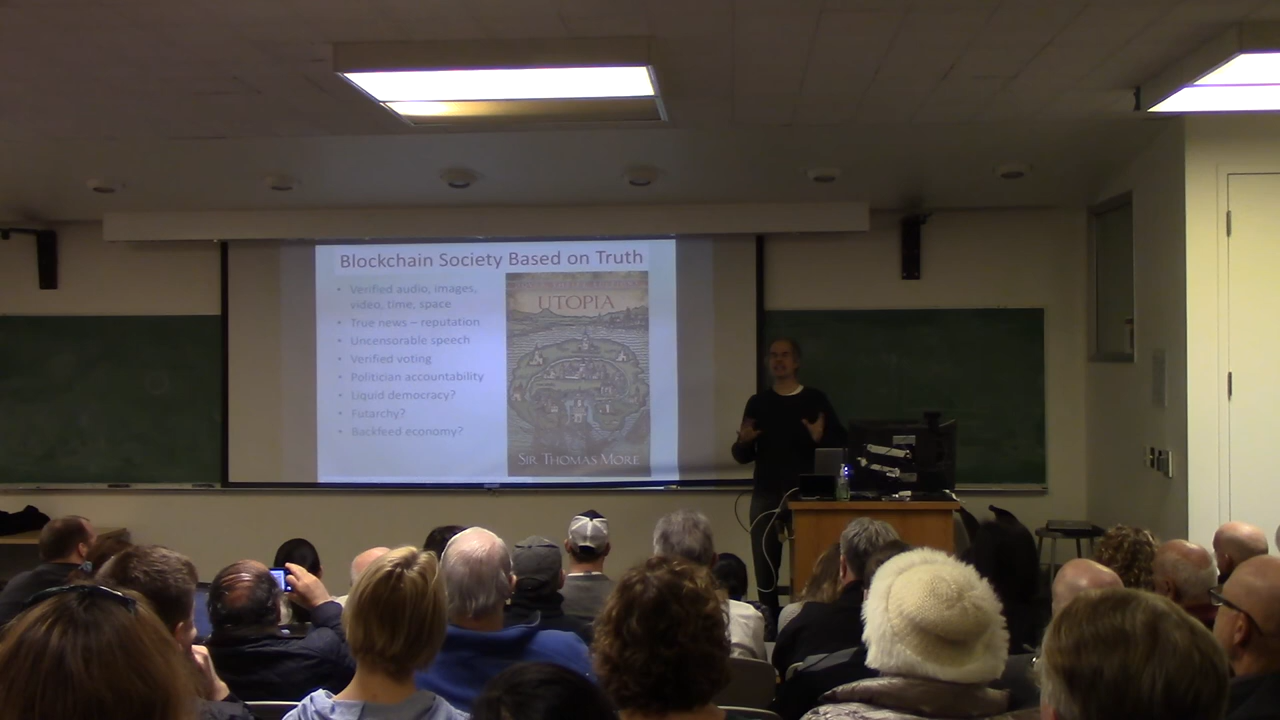 Blockchain Society Based on Truth
• Verified audio, images,
video, time, space
• True news – reputation
• Uncensorable speech
• Verified voting
• Politician accountability
• Liquid democracy?
• Futarchy?
• Backfeed economy?
UTOPIA
SIR THOMAS MORE